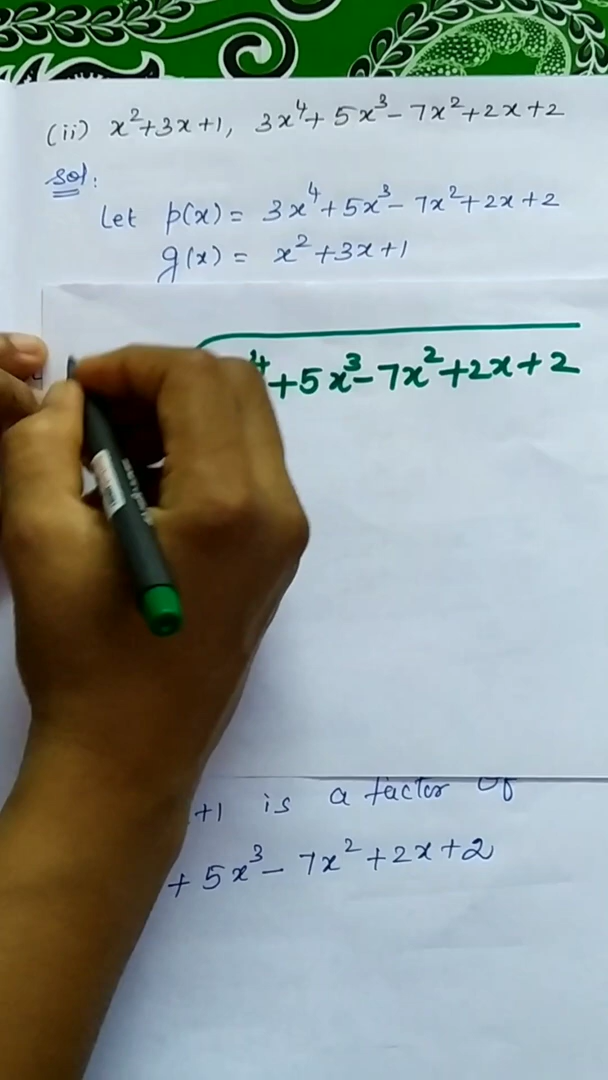 (ii) x²+3x+1, 3x⁴+5x³-7x²+2x+2
Sol:
Let p(x) = 3x⁴+5x³-7x²+2x+2
g(x) = x²+3x+1
⁴+5x³-7x²+2x+2
+1 is a factor of
+5x³-7x²+2x+2